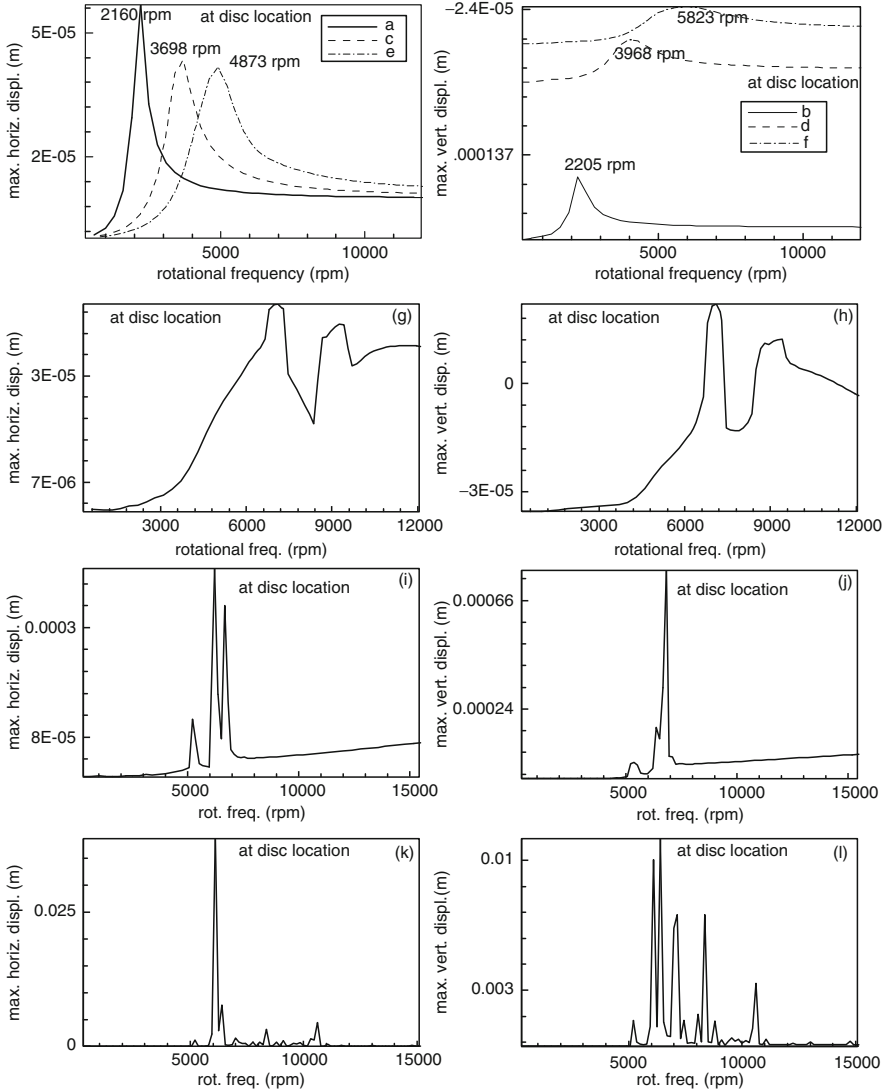 2160 rpm
at disc location
5E-05
a
3698 rpm
c
e
4873 rpm
2E-05
max. horiz. displ. (m)
5000
10000
rotational frequency (rpm)
−2.4E-05
5823 rpm
3968 rpm
at disc location
b
d
f
.000137
2205 rpm
max. vert. displ. (m)
5000
10000
rotational frequency (rpm)
at disc location
(g)
3E-05
7E-06
max. horiz. disp. (m)
3000
6000
9000
12000
rotational freq. (rpm)
at disc location
(h)
0
−3E-05
max. vert. disp. (m)
3000
6000
9000
12000
rotational freq. (rpm)
at disc location
(i)
0.0003
8E-05
max. horiz. displ. (m)
5000
10000
15000
rot. freq. (rpm)
0.00066
at disc location
(j)
0.00024
max. vert. displ. (m)
5000
10000
15000
rot. freq. (rpm)
at disc location
(k)
0.025
0
max. horiz. displ.(m)
5000
10000
15000
rot. freq. (rpm)
at disc location
(l)
0.01
0.003
max. vert. displ.(m)
5000
10000
15000
rot. freq. (rpm)